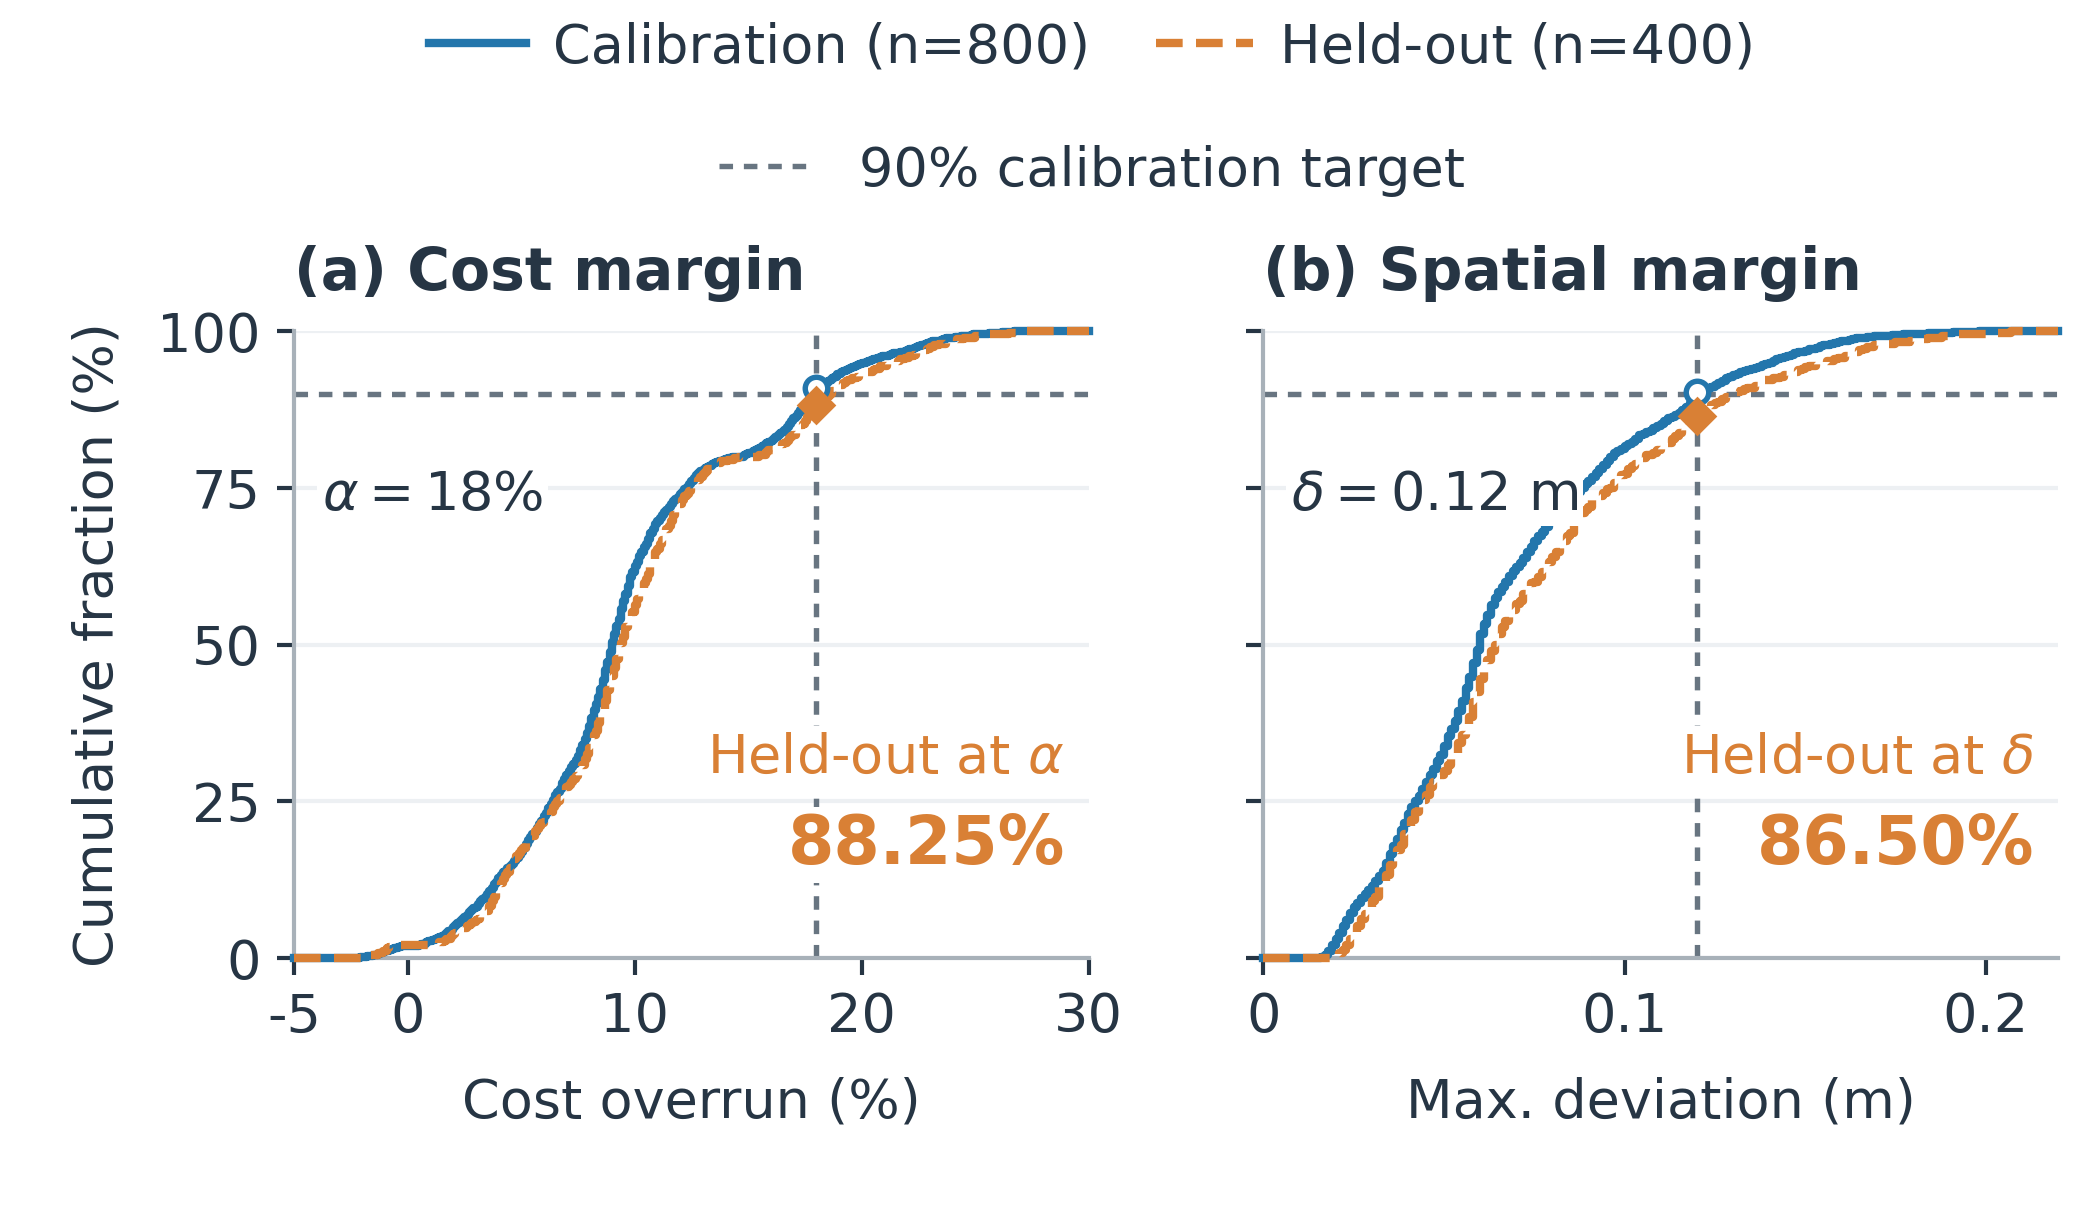 Calibration (n=800)
Held-out (n=400)
90% calibration target
(a) Cost margin
(b) Spatial margin
Cumulative fraction (%)
100
75
50
25
0
α = 18%
Held-out at α
88.25%
-5
0
10
20
30
Cost overrun (%)
δ = 0.12 m
Held-out at δ
86.50%
0
0.1
0.2
Max. deviation (m)